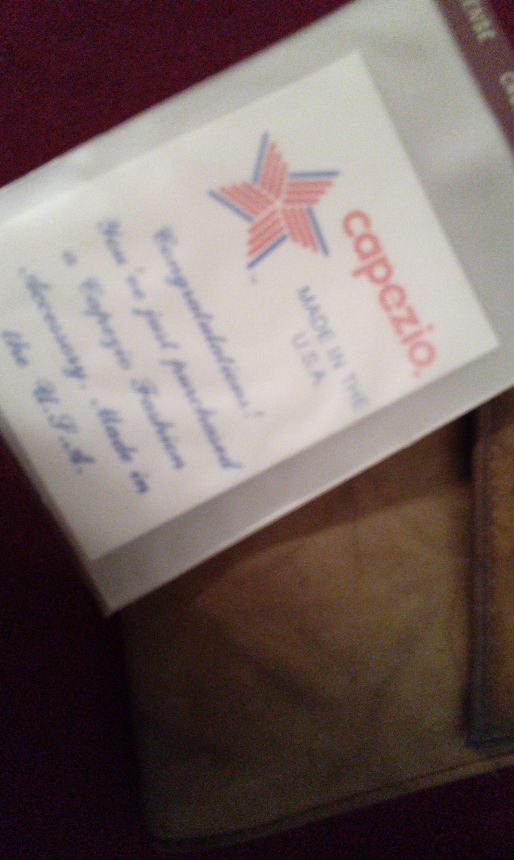 capezio.
MADE IN THE
U.S.A.
Congratulations!
You've just purchased
a Capezio Fashion
Accessory. Made in
the U.S.A.